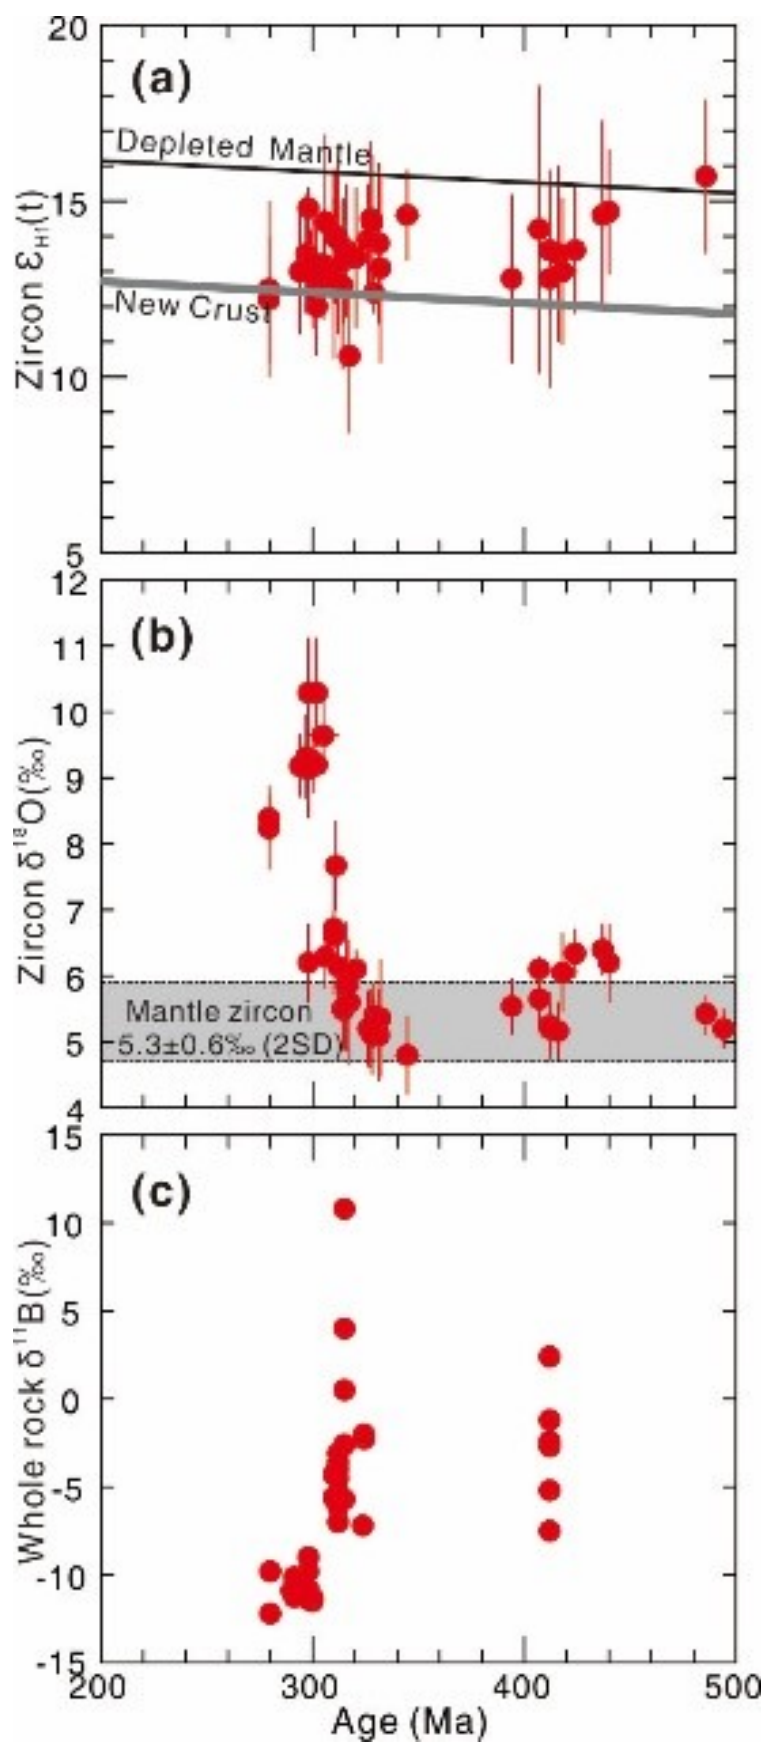 20
(a)
Depleted Mantle
15
New Crust
10
5
Zircon εHf(t)
12
(b)
11
10
9
8
7
6
Mantle zircon
5.3±0.6‰ (2SD)
5
4
Zircon δ¹⁸O(‰)
15
(c)
10
5
0
-5
-10
-15
Whole rock δ¹¹B(‰)
200 300 400 500
Age (Ma)